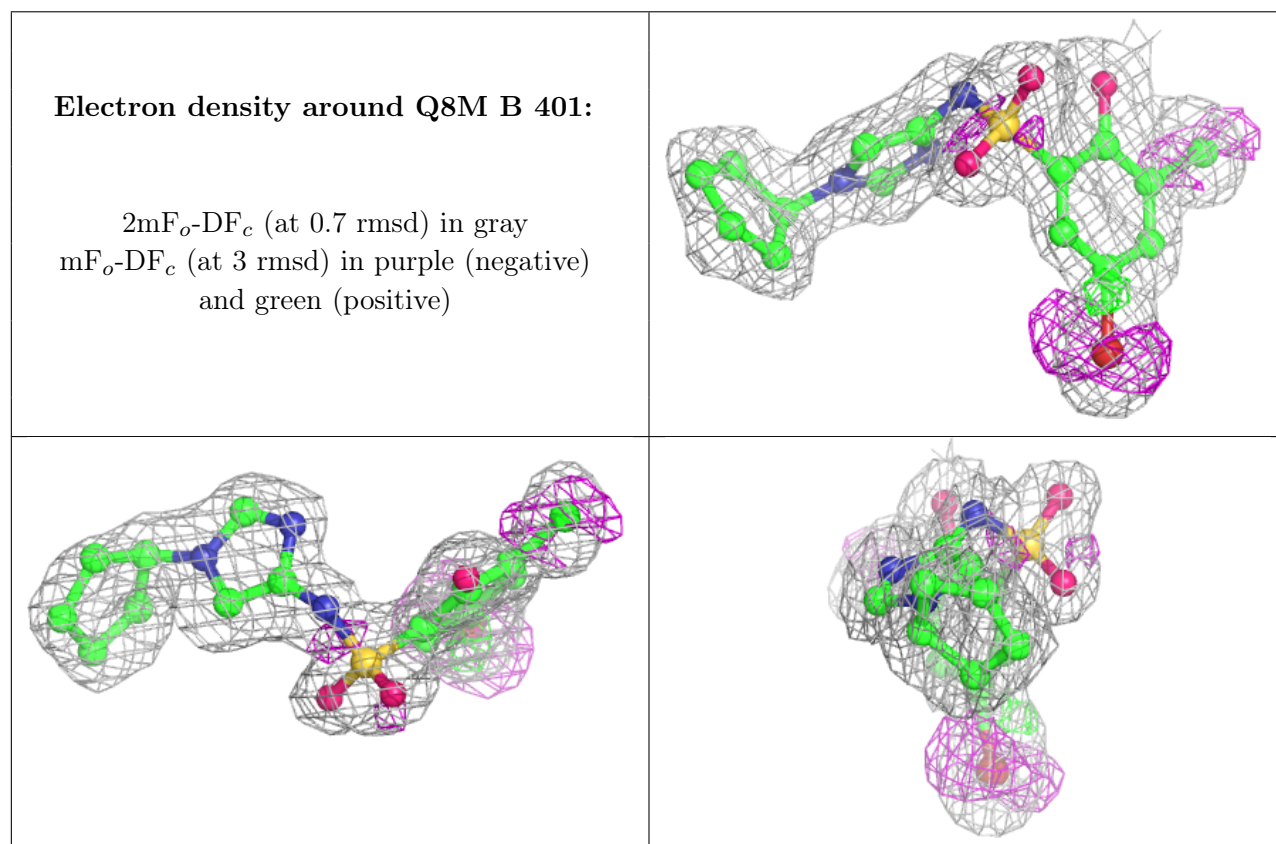 Electron density around Q8M B 401:
2mFo-DFc (at 0.7 rmsd) in gray
mFo-DFc (at 3 rmsd) in purple (negative)
and green (positive)